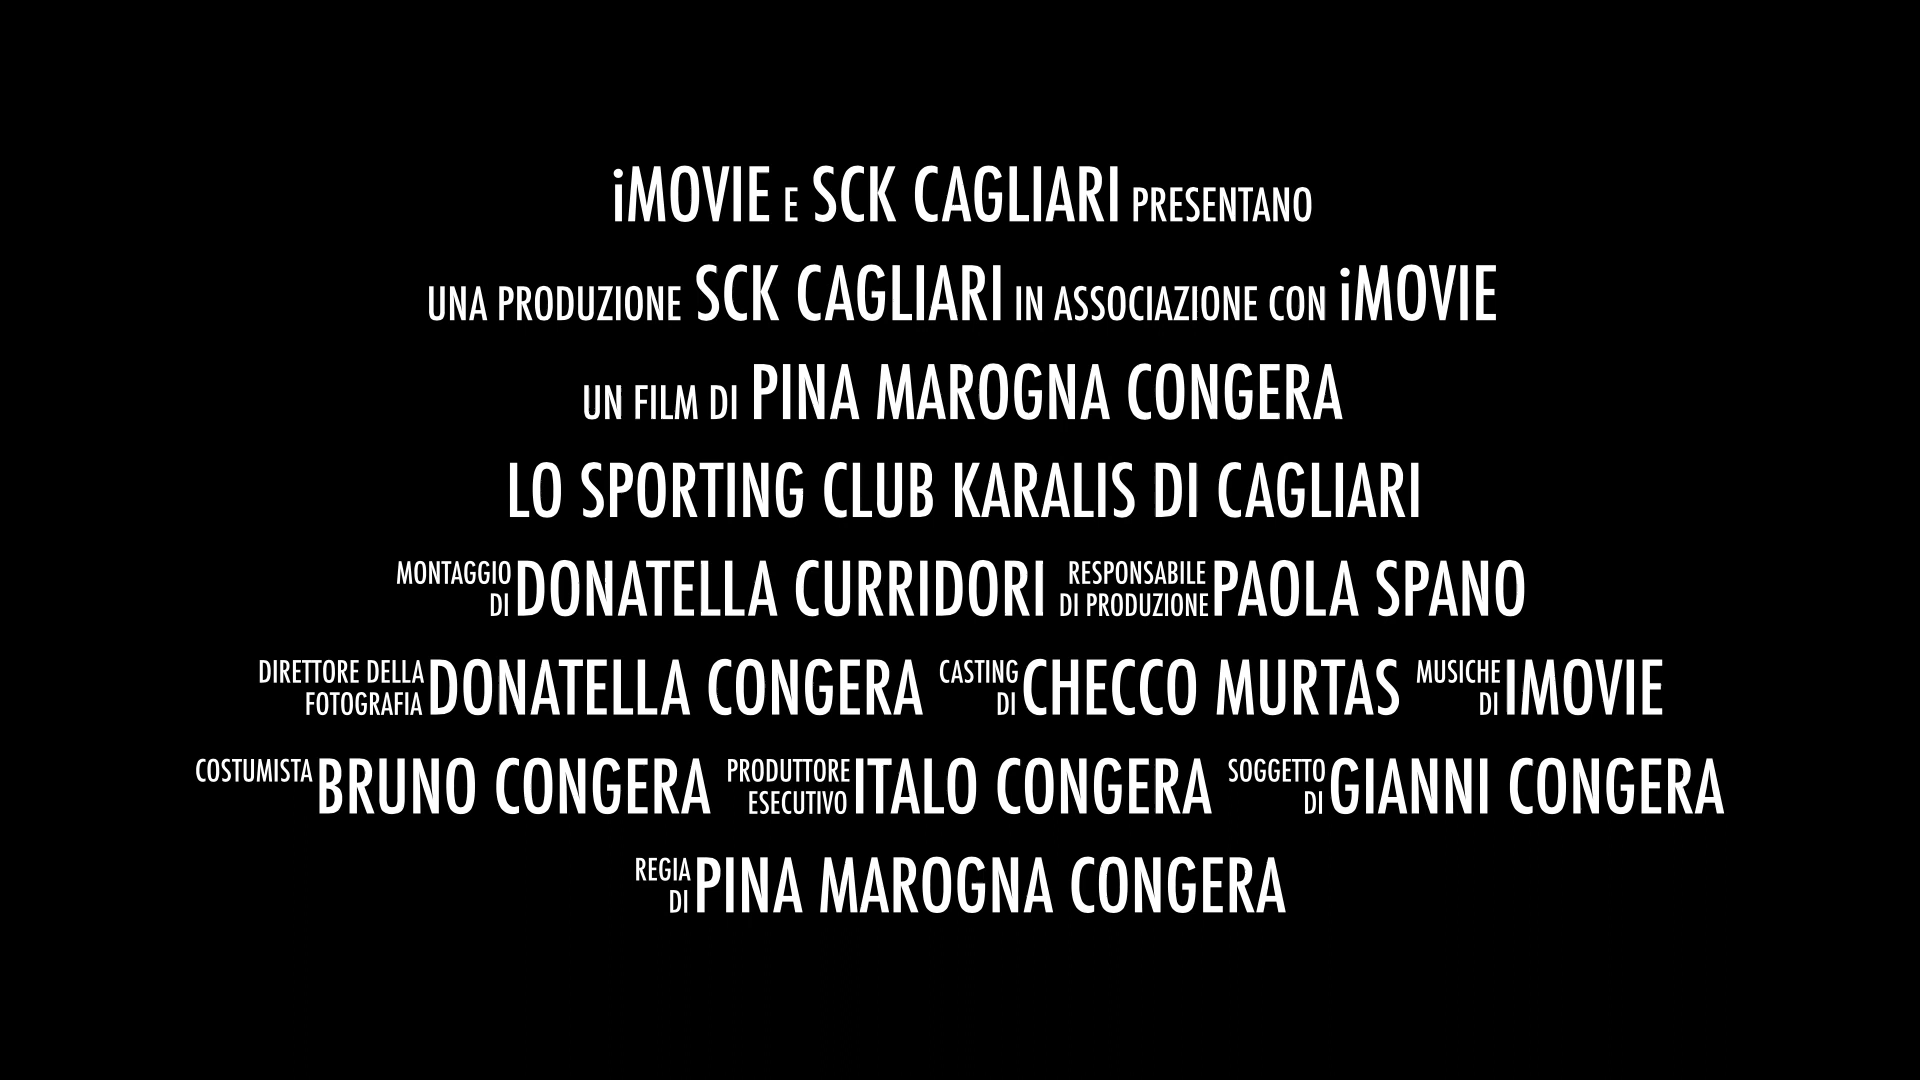 iMOVIE E SCK CAGLIARI PRESENTANO
UNA PRODUZIONE SCK CAGLIARI IN ASSOCIAZIONE CON iMOVIE
UN FILM DI PINA MAROGNA CONGERA
LO SPORTING CLUB KARALIS DI CAGLIARI
MONTAGGIO DI DONATELLA CURRIDORI RESPONSABILE DI PRODUZIONE PAOLA SPANO
DIRETTORE DELLA FOTOGRAFIA DONATELLA CONGERA CASTING DI CHECCO MURTAS MUSICHE DI IMOVIE
COSTUMISTA BRUNO CONGERA PRODUTTORE ESECUTIVO ITALO CONGERA SOGGETTO DI GIANNI CONGERA
REGIA DI PINA MAROGNA CONGERA